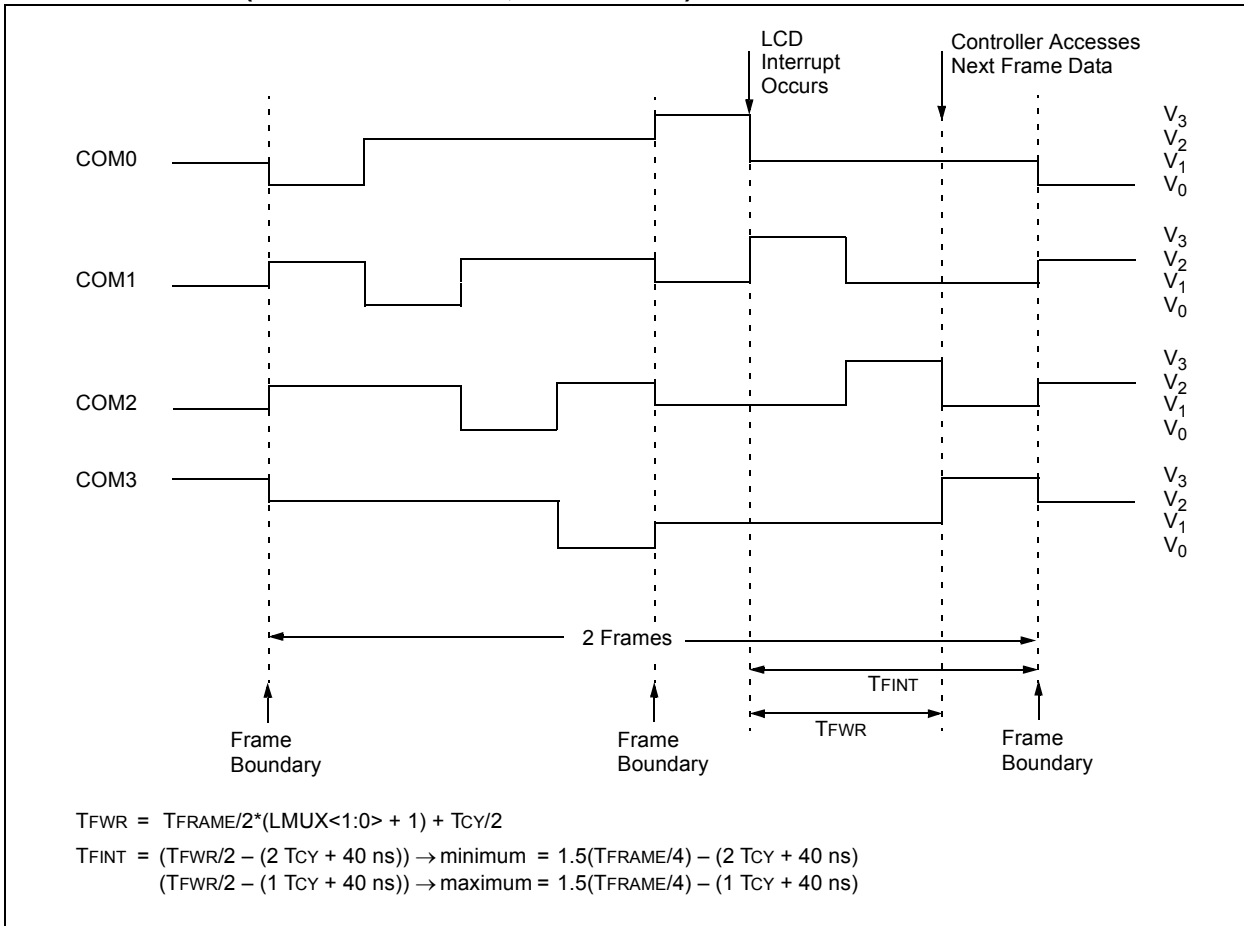 LCD
Interrupt
Occurs
Controller Accesses
Next Frame Data
COM0
V3
V2
V1
V0
COM1
V3
V2
V1
V0
COM2
V3
V2
V1
V0
COM3
V3
V2
V1
V0
2 Frames
TFINT
TFWR
Frame
Boundary
Frame
Boundary
Frame
Boundary
TFWR = TFRAME/2*(LMUX<1:0> + 1) + TCY/2
TFINT = (TFWR/2 – (2 TCY + 40 ns)) → minimum = 1.5(TFRAME/4) – (2 TCY + 40 ns)
(TFWR/2 – (1 TCY + 40 ns)) → maximum = 1.5(TFRAME/4) – (1 TCY + 40 ns)